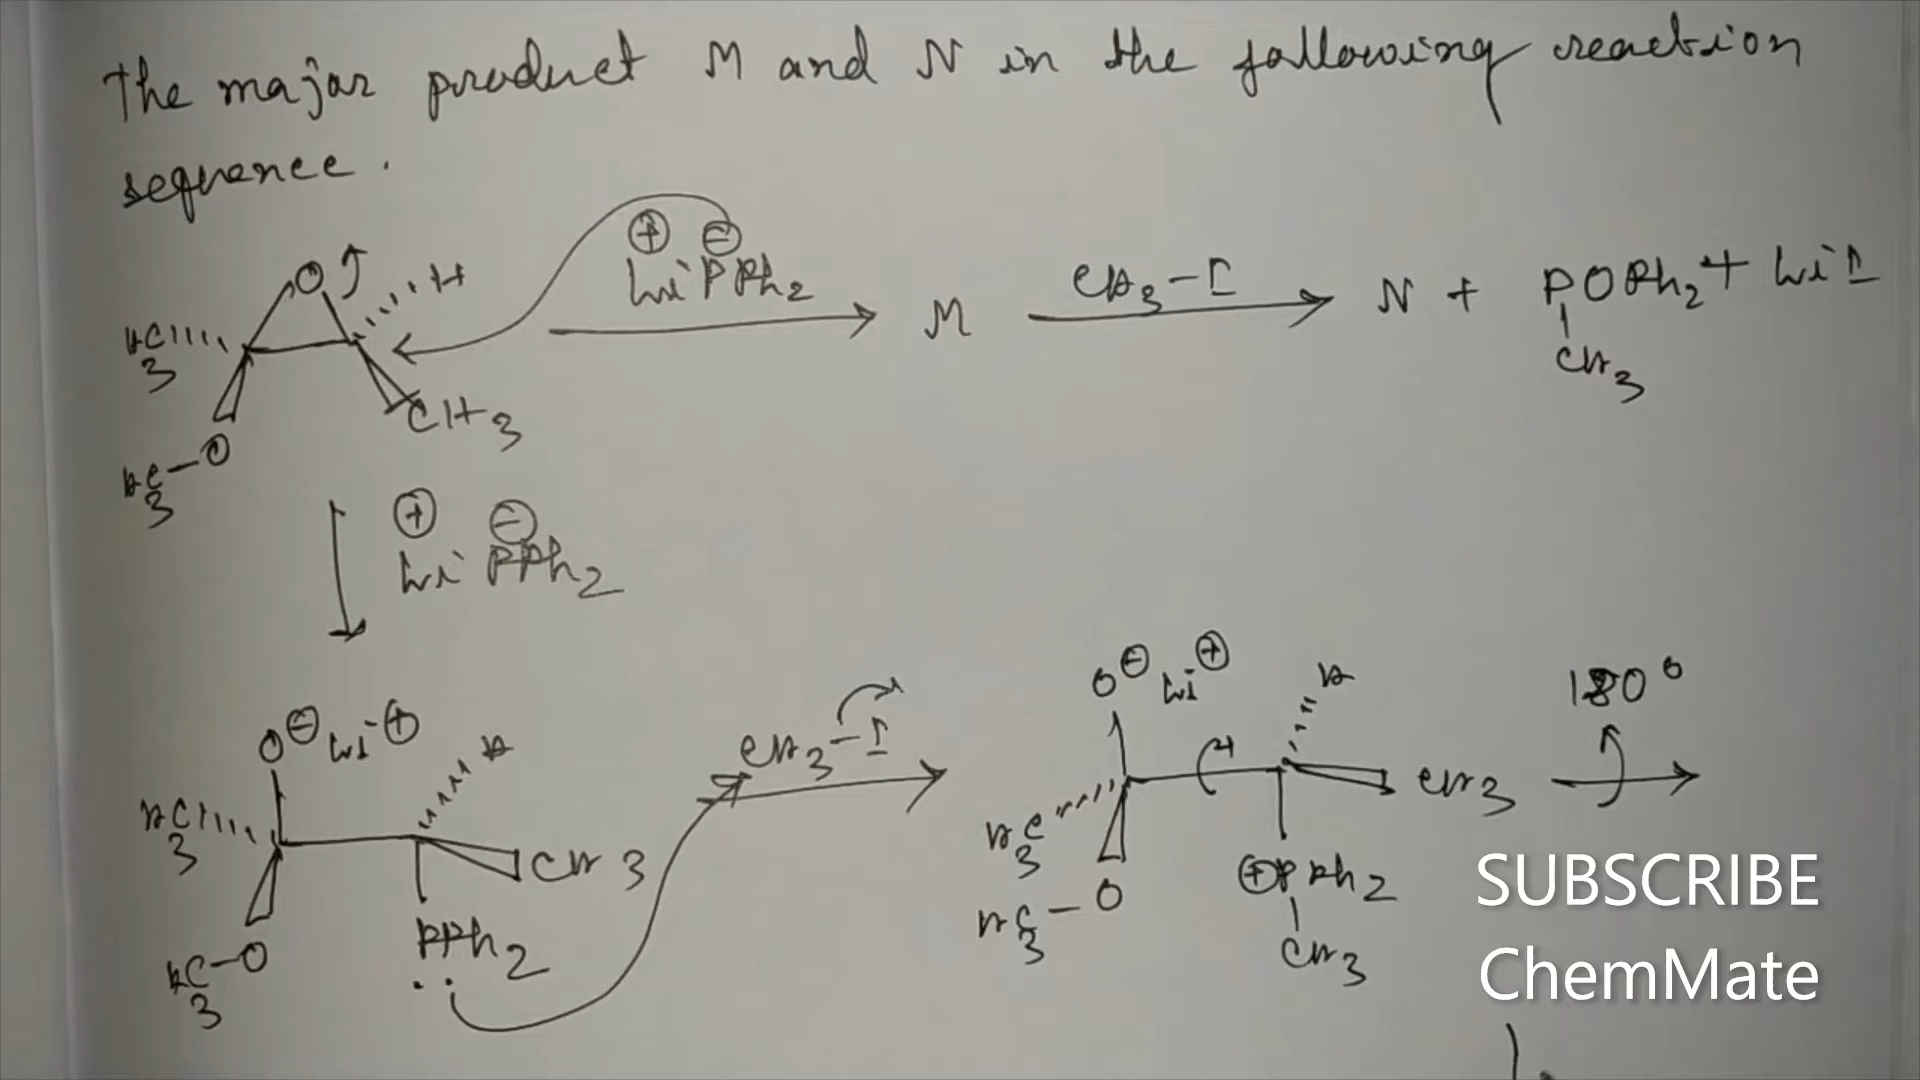 The major product M and N in the following reaction
sequence.
O H
H3C
CH3
H3C-O
⊕ ⊖
Li PPh2
M
CH3-I
N + POPh2 + LiI
CH3
⊕ ⊖
Li PPh2
O⊖ Li⊕
H
H3C
CH3
H3C-O
PPh2
CH3-I
O⊖ Li⊕
H
H3C
CH3
H3C-O
⊕PPh2
CH3
180°
SUBSCRIBE
ChemMate